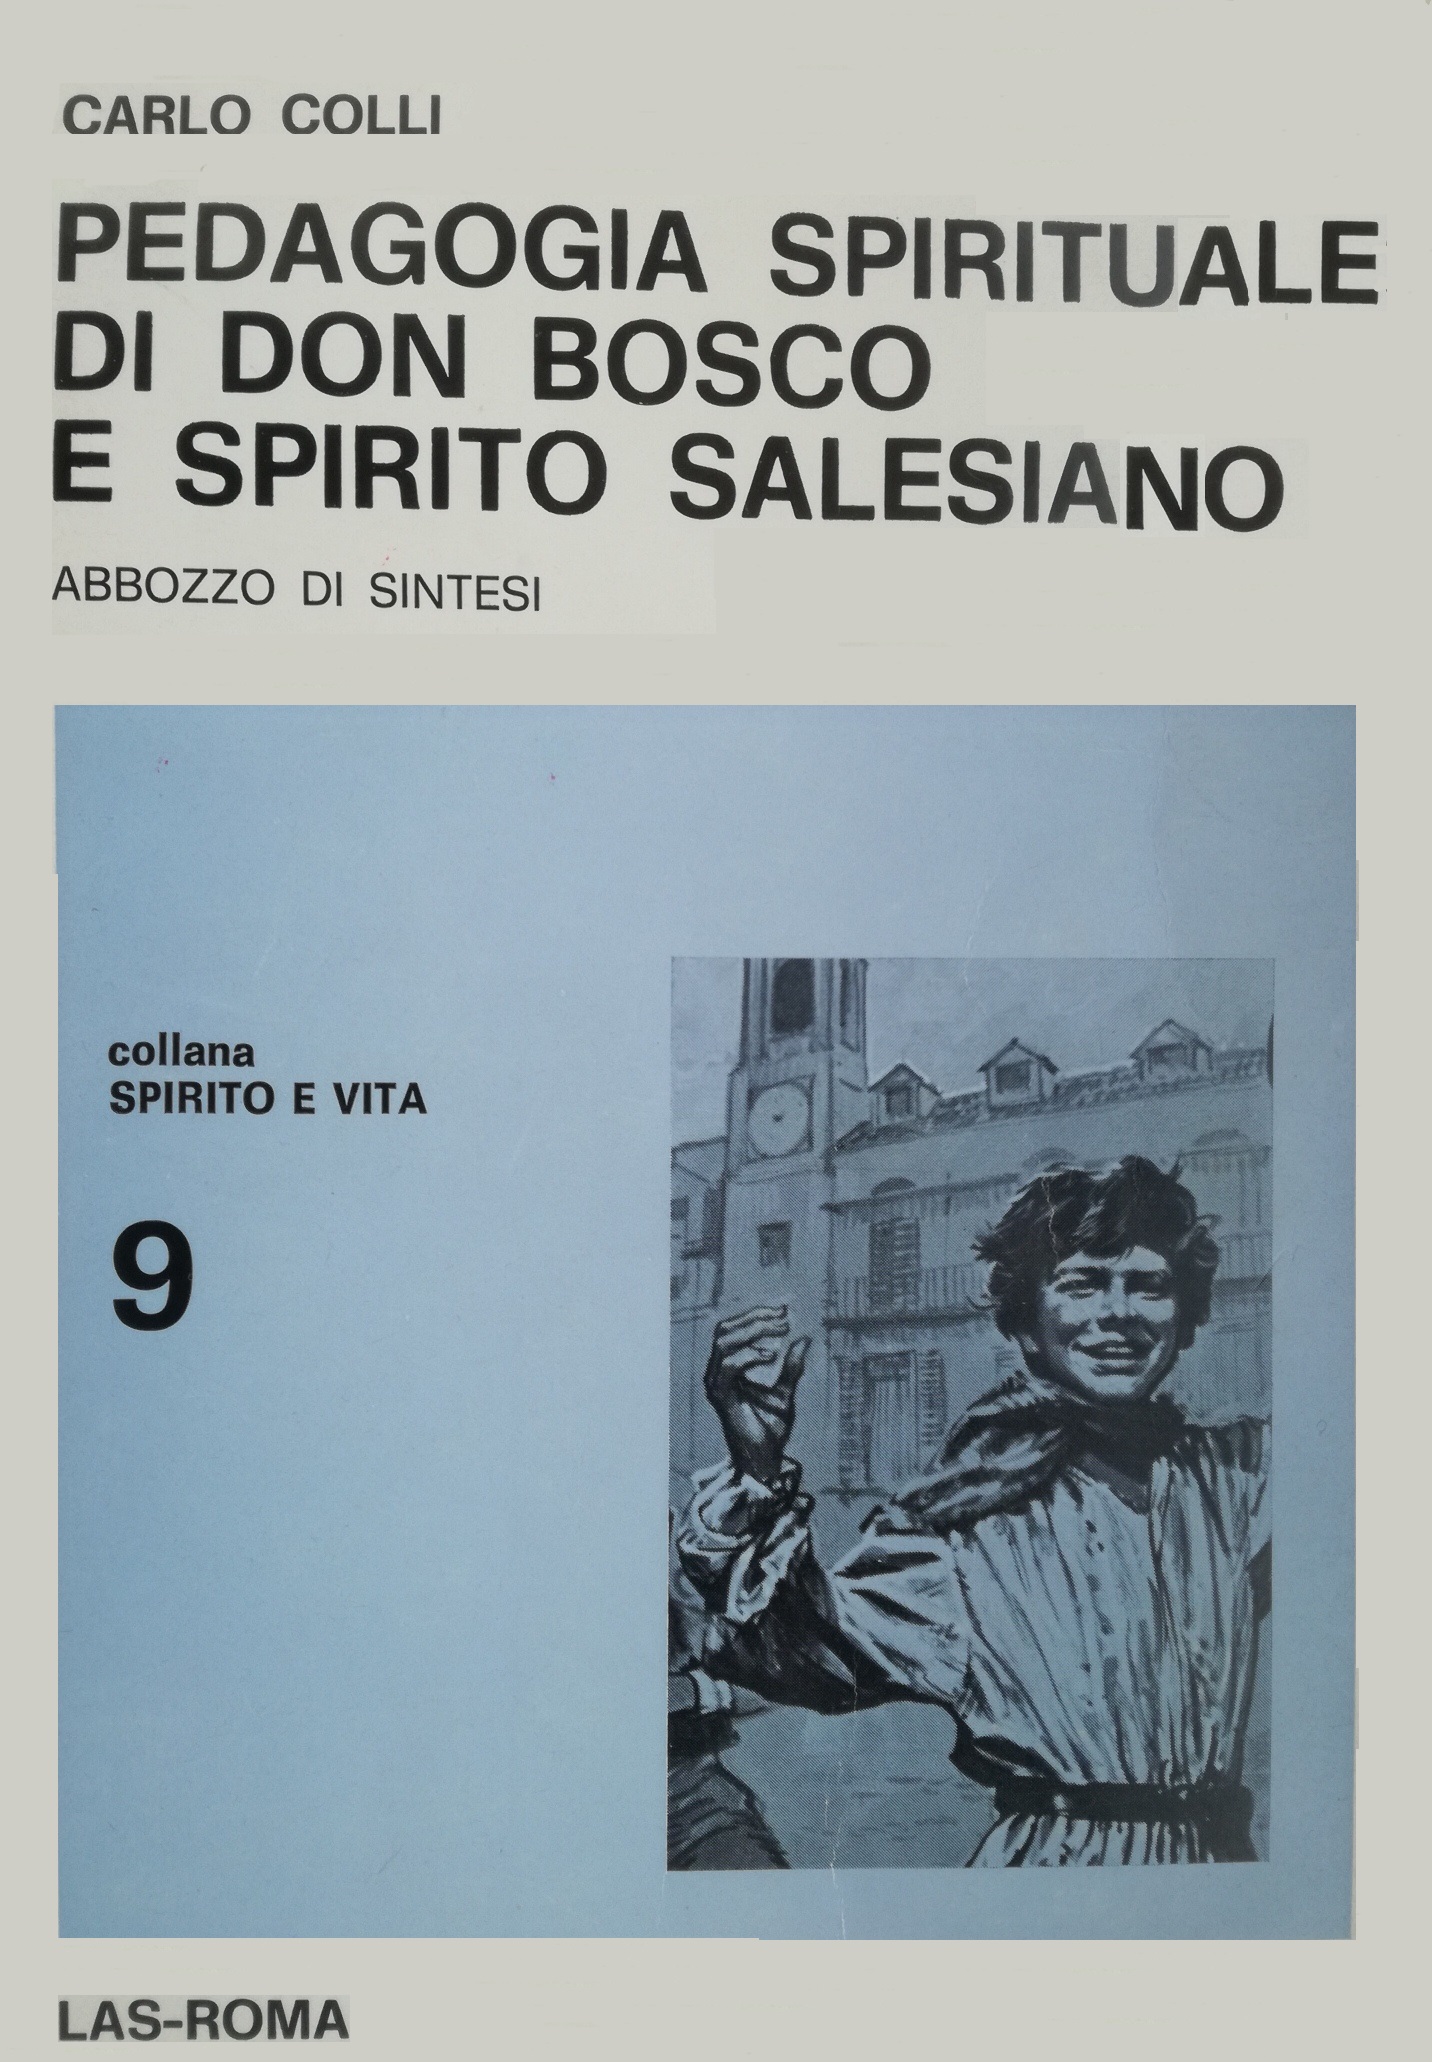 CARLO COLLI
PEDAGOGIA SPIRITUALE
DI DON BOSCO
E SPIRITO SALESIANO
ABBOZZO DI SINTESI
collana
SPIRITO E VITA
9
LAS-ROMA